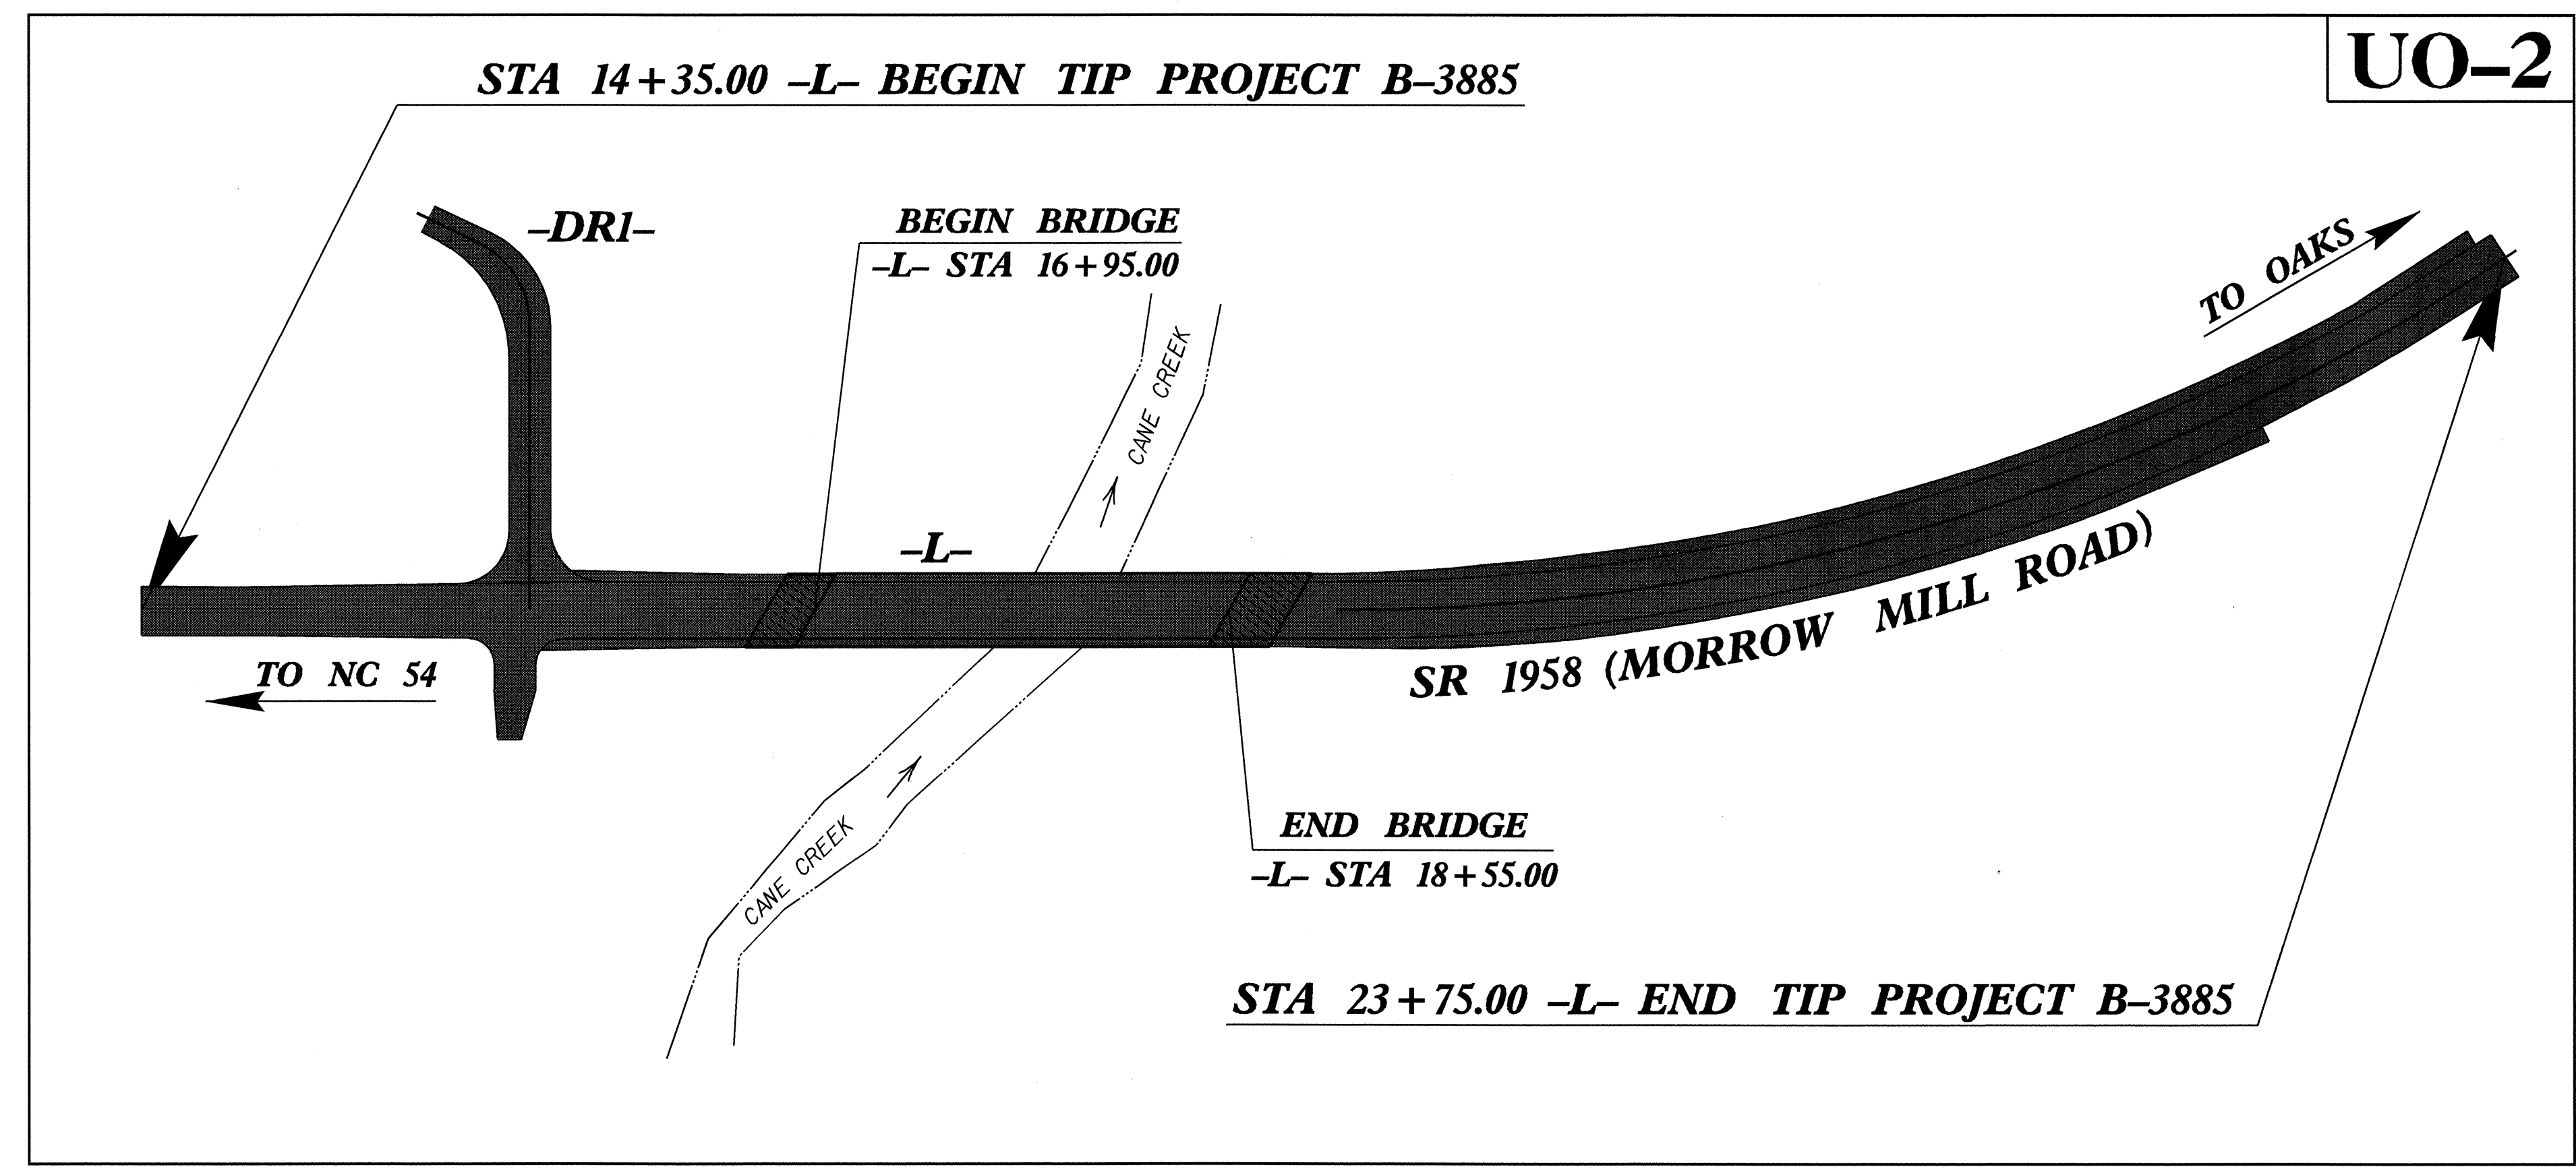 UO–2
STA 14+35.00 –L– BEGIN TIP PROJECT B–3885
–DR1–
BEGIN BRIDGE
–L– STA 16+95.00
TO OAKS
CANE CREEK
–L–
TO NC 54
SR 1958 (MORROW MILL ROAD)
CANE CREEK
END BRIDGE
–L– STA 18+55.00
STA 23+75.00 –L– END TIP PROJECT B–3885